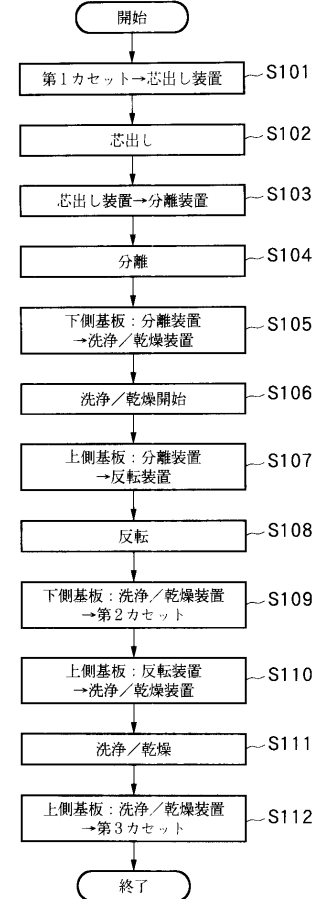 開始
第1カセット→芯出し装置
S101
芯出し
S102
芯出し装置→分離装置
S103
分離
S104
下側基板：分離装置
→洗浄／乾燥装置
S105
洗浄／乾燥開始
S106
上側基板：分離装置
→反転装置
S107
反転
S108
下側基板：洗浄／乾燥装置
→第2カセット
S109
上側基板：反転装置
→洗浄／乾燥装置
S110
洗浄／乾燥
S111
上側基板：洗浄／乾燥装置
→第3カセット
S112
終了